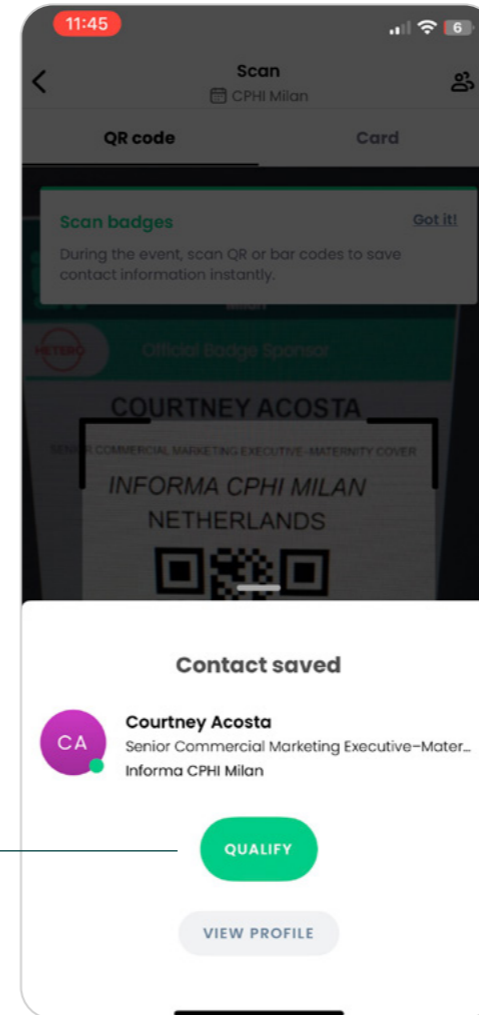 11:45
6
Scan
CPHI Milan
QR code
Card
Scan badges
Got it!
During the event, scan QR or bar codes to save
contact information instantly.
HETERO
Official Badge Sponsor
COURTNEY ACOSTA
SENIOR COMMERCIAL MARKETING EXECUTIVE-MATERNITY COVER
INFORMA CPHI MILAN
NETHERLANDS
Contact saved
CA
Courtney Acosta
Senior Commercial Marketing Executive–Mater...
Informa CPHI Milan
QUALIFY
VIEW PROFILE